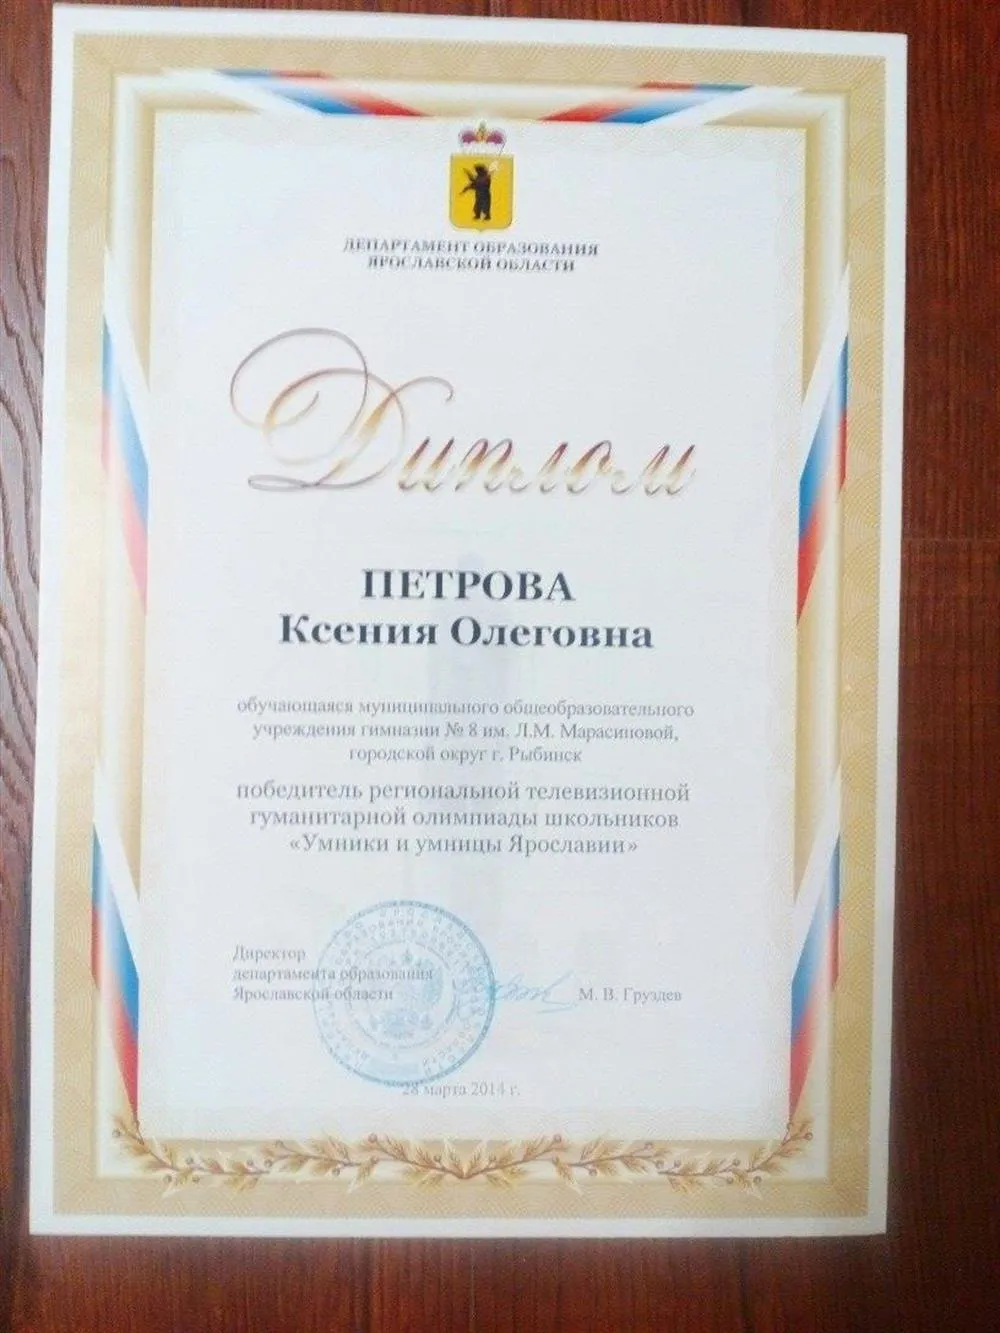 ДЕПАРТАМЕНТ ОБРАЗОВАНИЯ
ЯРОСЛАВСКОЙ ОБЛАСТИ
Диплом
ПЕТРОВА
Ксения Олеговна
обучающаяся муниципального общеобразовательного
учреждения гимназии № 8 им. Л.М. Марасиновой,
городской округ г. Рыбинск
победитель региональной телевизионной
гуманитарной олимпиады школьников
«Умники и умницы Ярославии»
Директор
департамента образования
Ярославской области
М. В. Груздев
28 марта 2014 г.